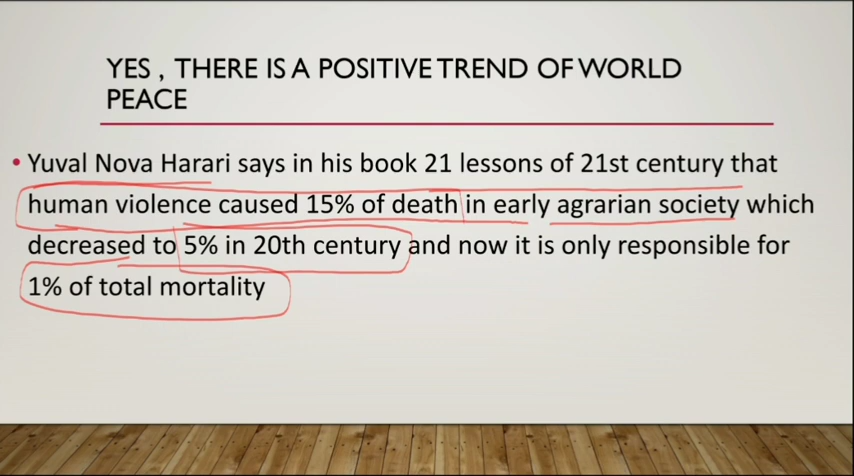 YES , THERE IS A POSITIVE TREND OF WORLD
PEACE
• Yuval Nova Harari says in his book 21 lessons of 21st century that
human violence caused 15% of death in early agrarian society which
decreased to 5% in 20th century and now it is only responsible for
1% of total mortality